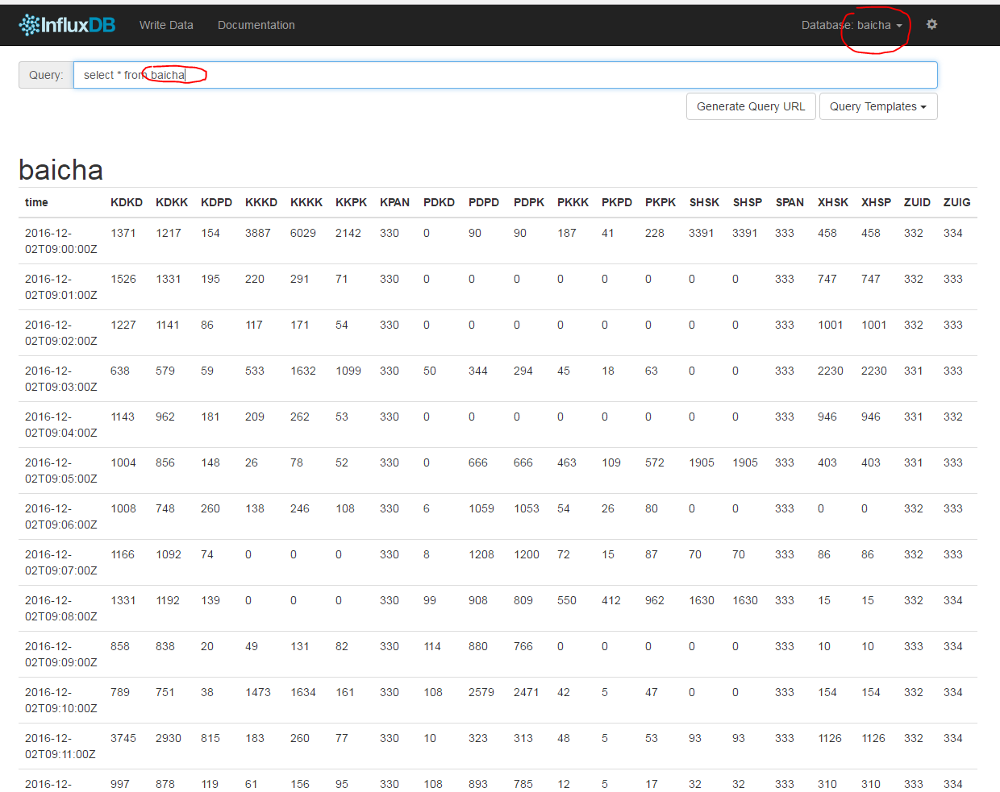 InfluxDB Write Data Documentation Database: baicha
Query: select * from baicha
Generate Query URL Query Templates
baicha
time KDKD KDKK KDPD KKKD KKKK KKPK KPAN PDKD PDPD PDPK PKKK PKPD PKPK SHSK SHSP SPAN XHSK XHSP ZUID ZUIG
2016-12- 1371 1217 154 3887 6029 2142 330 0 90 90 187 41 228 3391 3391 333 458 458 332 334
02T09:00:00Z
2016-12- 1526 1331 195 220 291 71 330 0 0 0 0 0 0 0 0 333 747 747 332 333
02T09:01:00Z
2016-12- 1227 1141 86 117 171 54 330 0 0 0 0 0 0 0 0 333 1001 1001 332 333
02T09:02:00Z
2016-12- 638 579 59 533 1632 1099 330 50 344 294 45 18 63 0 0 333 2230 2230 331 333
02T09:03:00Z
2016-12- 1143 962 181 209 262 53 330 0 0 0 0 0 0 0 0 333 946 946 331 332
02T09:04:00Z
2016-12- 1004 856 148 26 78 52 330 0 666 666 463 109 572 1905 1905 333 403 403 331 333
02T09:05:00Z
2016-12- 1008 748 260 138 246 108 330 6 1059 1053 54 26 80 0 0 333 0 0 332 333
02T09:06:00Z
2016-12- 1166 1092 74 0 0 0 330 8 1208 1200 72 15 87 70 70 333 86 86 332 333
02T09:07:00Z
2016-12- 1331 1192 139 0 0 0 330 99 908 809 550 412 962 1630 1630 333 15 15 332 334
02T09:08:00Z
2016-12- 858 838 20 49 131 82 330 114 880 766 0 0 0 0 0 333 10 10 333 334
02T09:09:00Z
2016-12- 789 751 38 1473 1634 161 330 108 2579 2471 42 5 47 0 0 333 154 154 332 334
02T09:10:00Z
2016-12- 3745 2930 815 183 260 77 330 10 323 313 48 5 53 93 93 333 1126 1126 332 334
02T09:11:00Z
2016-12- 997 878 119 61 156 95 330 108 893 785 12 5 17 32 32 333 310 310 333 334